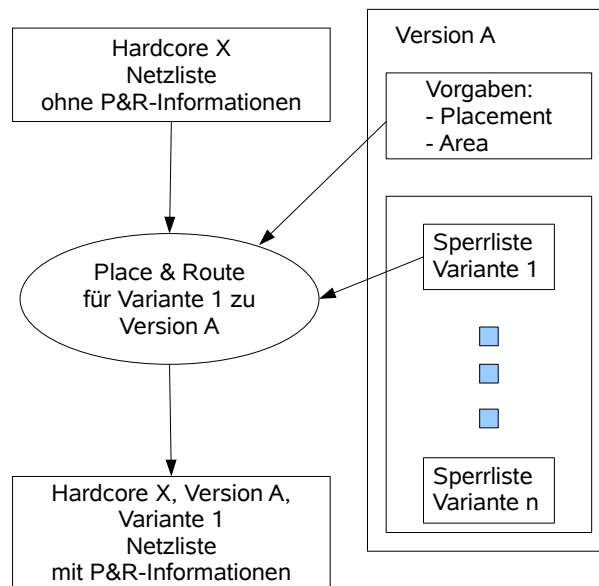 Hardcore X
Netzliste
ohne P&R-Informationen
Version A
Vorgaben:
- Placement
- Area
Place & Route
für Variante 1 zu
Version A
Sperrliste
Variante 1
Sperrliste
Variante n
Hardcore X, Version A,
Variante 1
Netzliste
mit P&R-Informationen